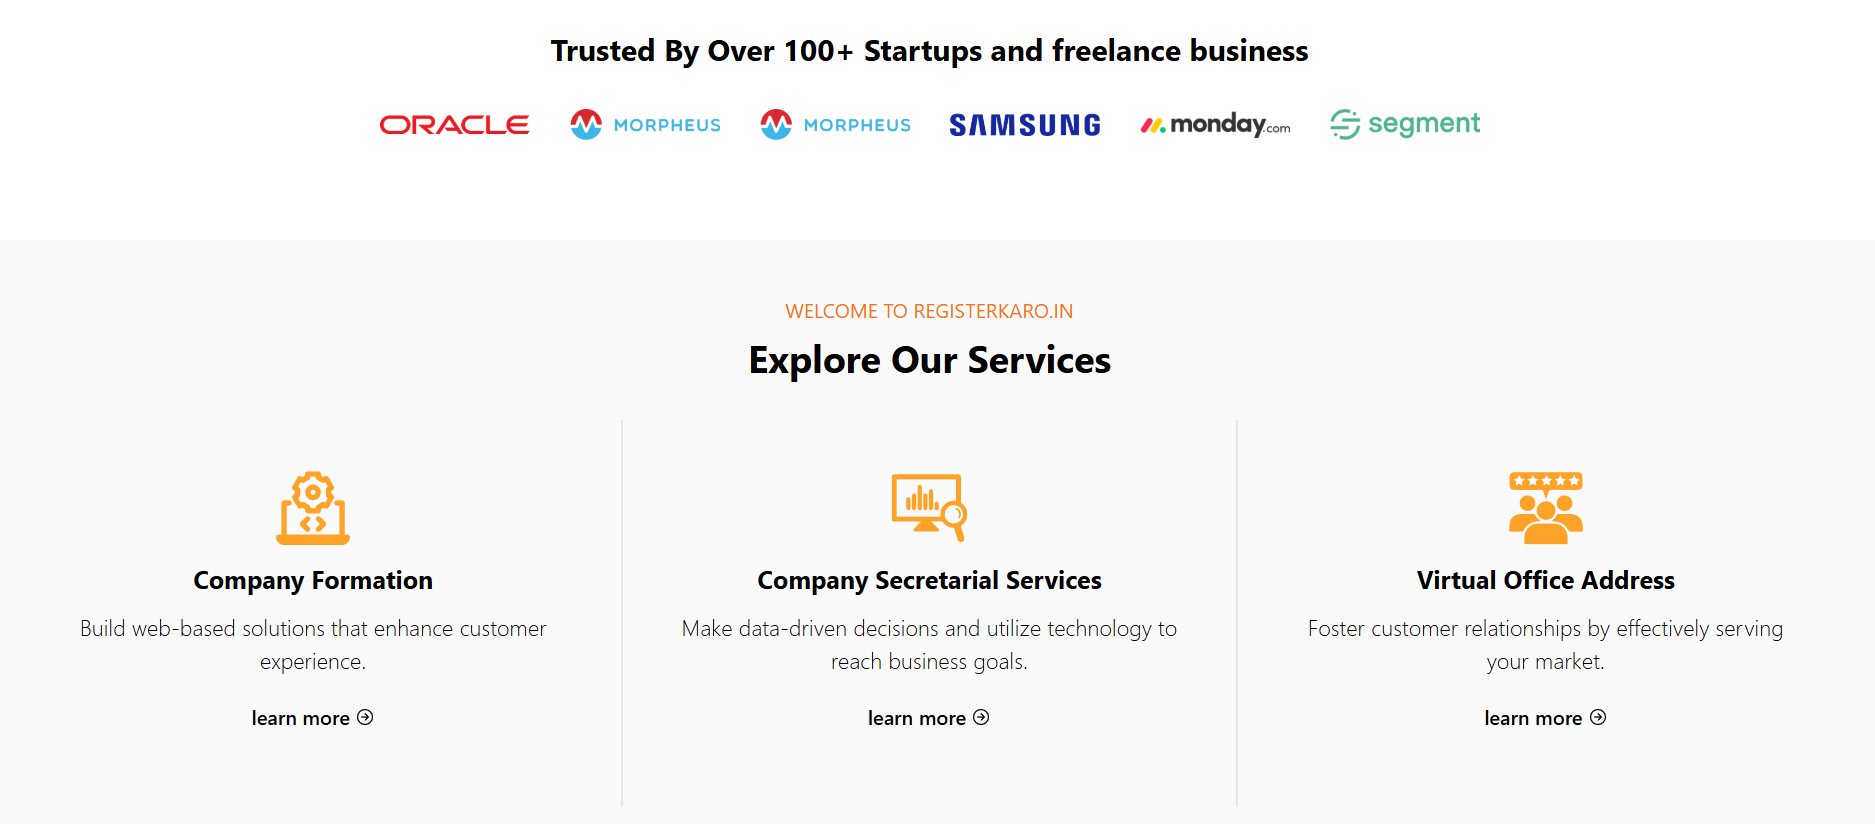 Trusted By Over 100+ Startups and freelance business
ORACLE MORPHEUS MORPHEUS SAMSUNG monday.com segment
WELCOME TO REGISTERKARO.IN
Explore Our Services
Company Formation
Build web-based solutions that enhance customer
experience.
learn more
Company Secretarial Services
Make data-driven decisions and utilize technology to
reach business goals.
learn more
Virtual Office Address
Foster customer relationships by effectively serving
your market.
learn more